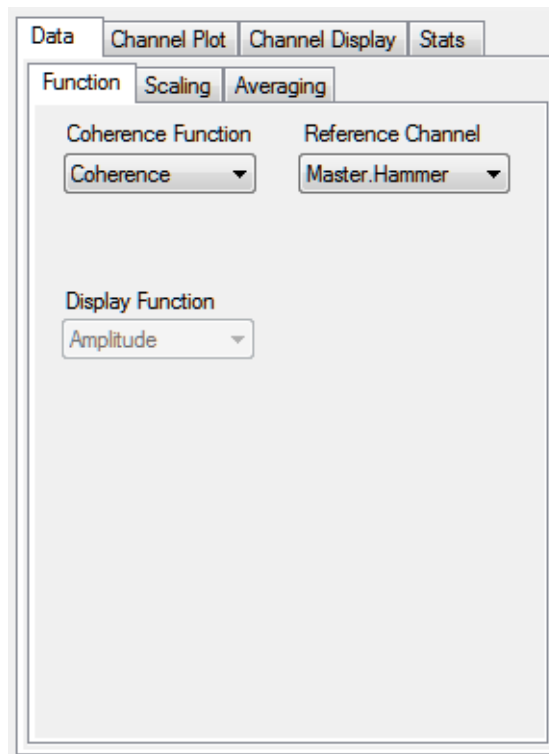 Data Channel Plot Channel Display Stats
Function Scaling Averaging
Coherence Function Reference Channel
Coherence Master.Hammer
Display Function
Amplitude